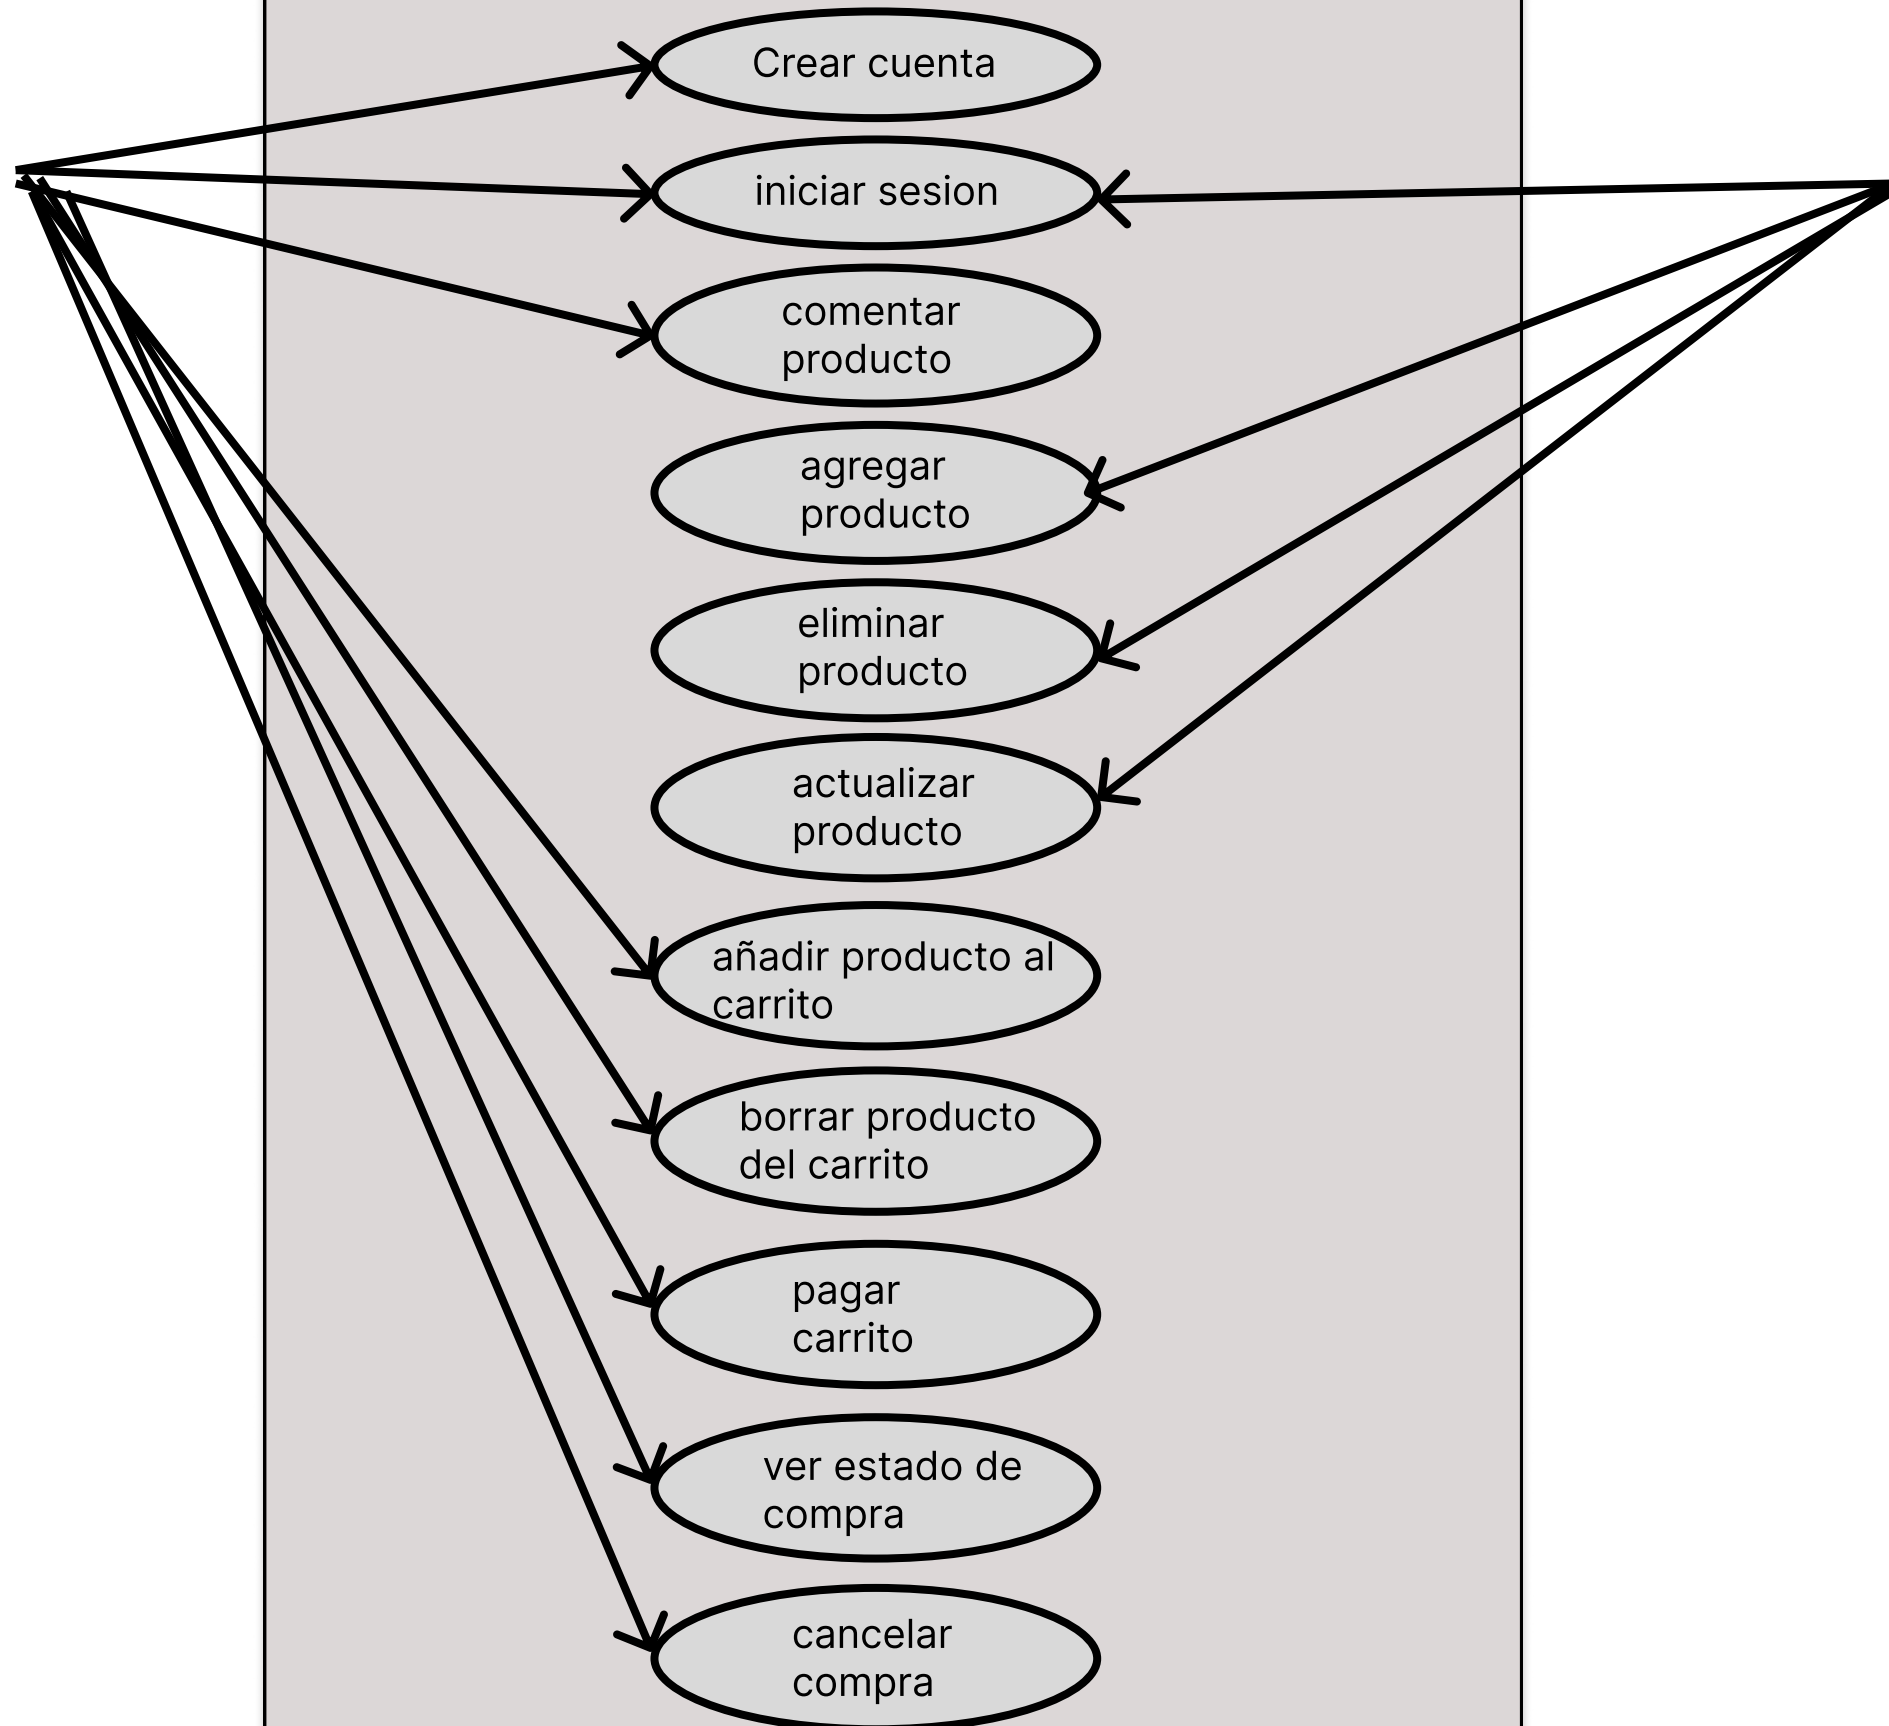 Crear cuenta
iniciar sesion
comentar
producto
agregar
producto
eliminar
producto
actualizar
producto
añadir producto al
carrito
borrar producto
del carrito
pagar
carrito
ver estado de
compra
cancelar
compra